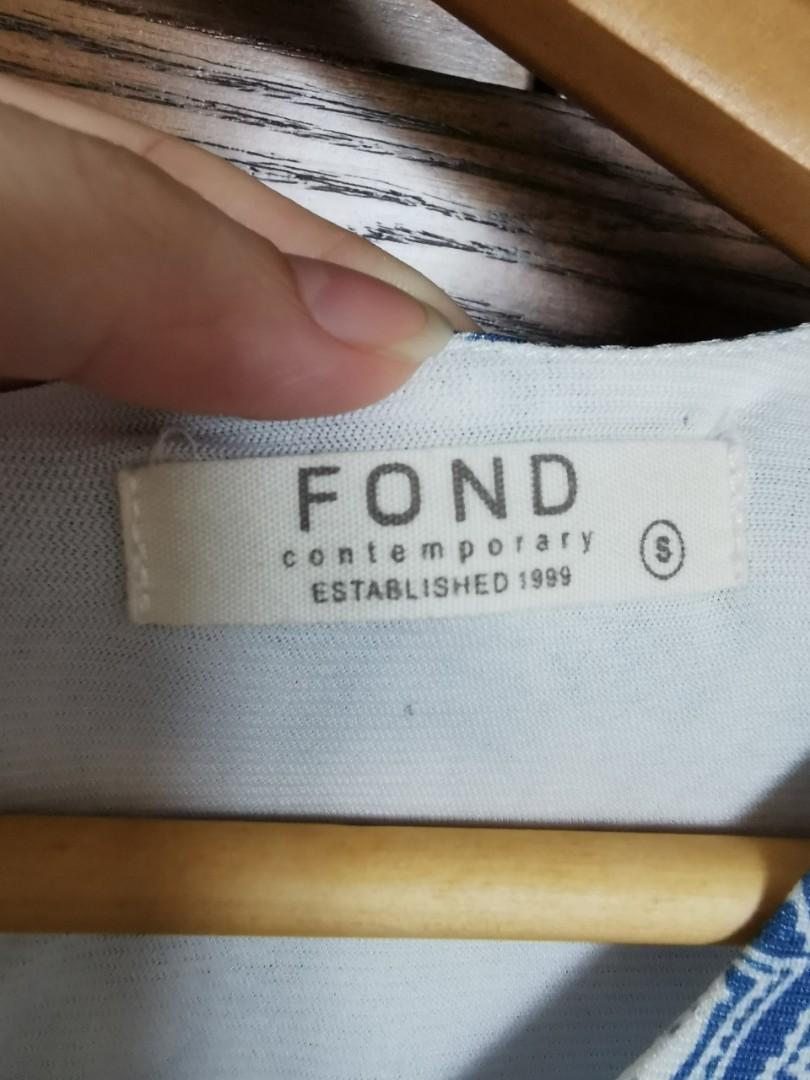 FOND
contemporary
S
ESTABLISHED 1999